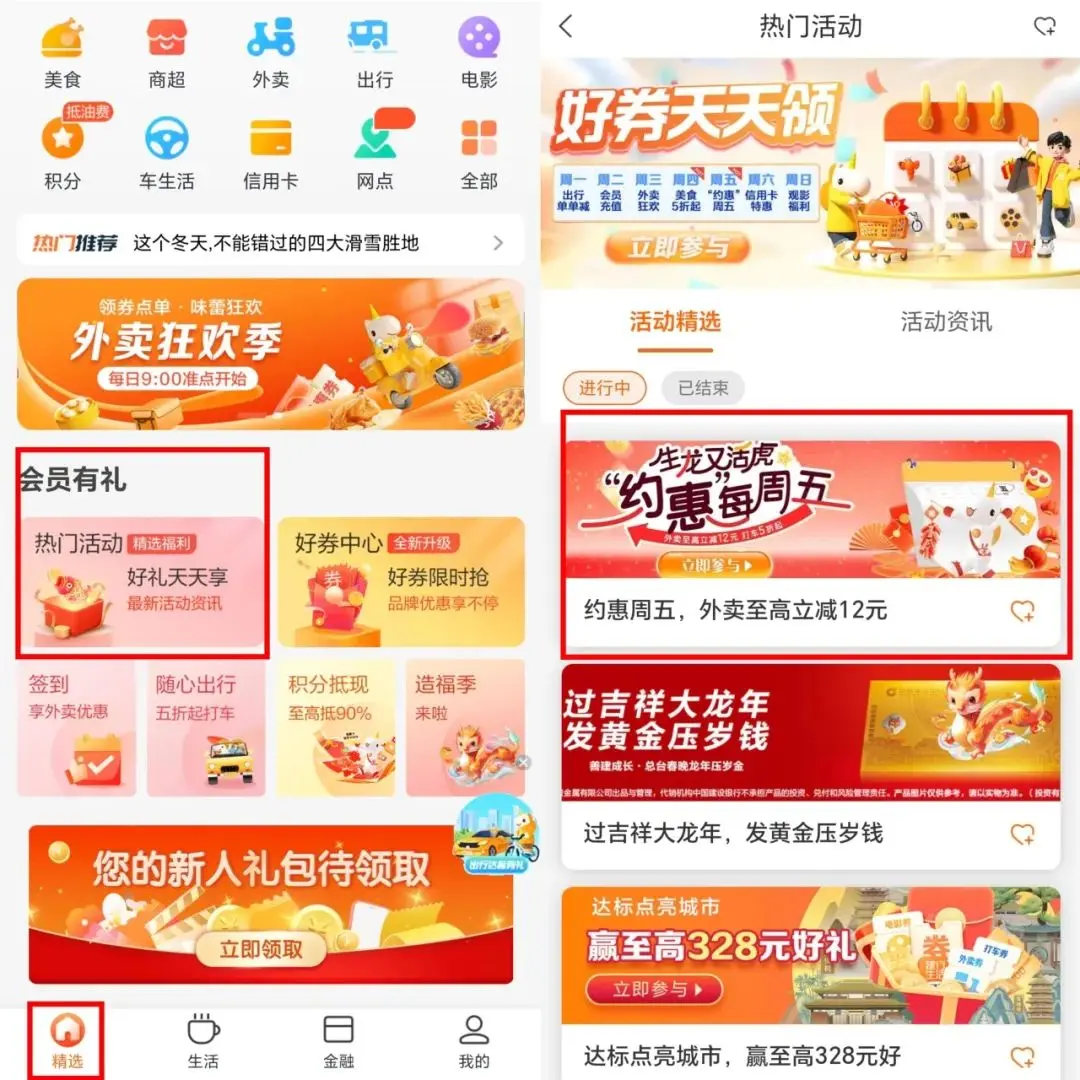 美食
商超
外卖
出行
电影
抵油费
积分
车生活
信用卡
网点
全部
热门推荐 这个冬天,不能错过的四大滑雪胜地
领券点单·味蕾狂欢
外卖狂欢季
每日9:00准点开始
会员有礼
热门活动 精选福利
好礼天天享
最新活动资讯
好券中心 全新升级
券
好券限时抢
品牌优惠享不停
签到
享外卖优惠
随心出行
五折起打车
积分抵现
至高抵90%
造福季
来啦
出行达标有礼
您的新人礼包待领取
立即领取
精选
生活
金融
我的
热门活动
好券天天领
周一 周二 周三 周四 周五 周六 周日
出行 会员 外卖 美食 “约惠” 信用卡 观影
单单减 充值 狂欢 5折起 周五 特惠 福利
立即参与
活动精选
活动资讯
进行中
已结束
生龙又活虎
“约惠”每周五
外卖至高立减12元 打车5折起
立即参与
约惠周五，外卖至高立减12元
过吉祥大龙年
发黄金压岁钱
善建成长·总台春晚龙年压岁金
金属有限公司出品与管理，代销机构中国建设银行不承担产品的投资、兑付和风险管理责任。产品图片仅供参考，请以实物为准。（投资有
过吉祥大龙年，发黄金压岁钱
达标点亮城市
赢至高328元好礼
立即参与
电影券
券
外卖券
打车券
达标点亮城市，赢至高328元好